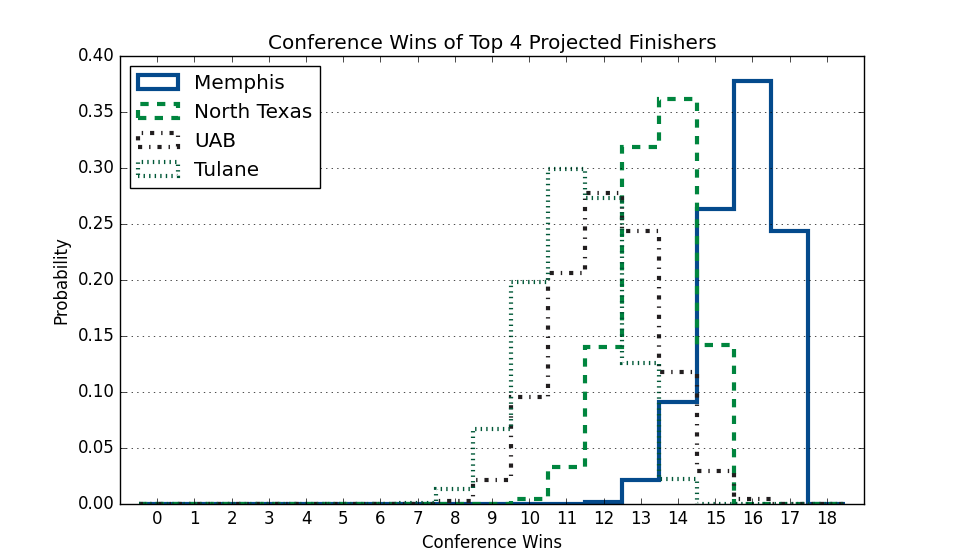 Conference Wins of Top 4 Projected Finishers
0.40
0.35
0.30
0.25
0.20
0.15
0.10
0.05
0.00
Probability
Memphis
North Texas
UAB
Tulane
0 1 2 3 4 5 6 7 8 9 10 11 12 13 14 15 16 17 18
Conference Wins